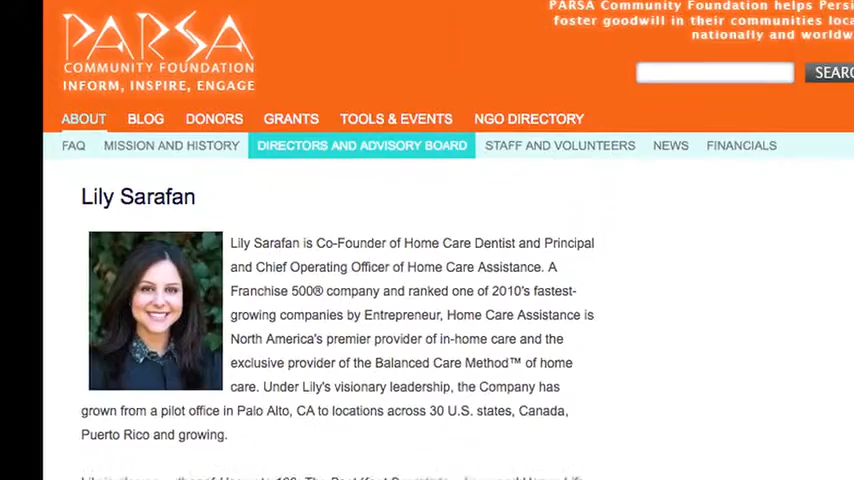 PARSA Community Foundation helps
foster goodwill in their communities
nationally and
PARSA
COMMUNITY FOUNDATION
INFORM, INSPIRE, ENGAGE
ABOUT BLOG DONORS GRANTS TOOLS & EVENTS NGO DIRECTORY
FAQ MISSION AND HISTORY DIRECTORS AND ADVISORY BOARD STAFF AND VOLUNTEERS NEWS FINANCIALS
Lily Sarafan
Lily Sarafan is Co-Founder of Home Care Dentist and Principal
and Chief Operating Officer of Home Care Assistance. A
Franchise 500® company and ranked one of 2010's fastest-
growing companies by Entrepreneur, Home Care Assistance is
North America's premier provider of in-home care and the
exclusive provider of the Balanced Care Method™ of home
care. Under Lily's visionary leadership, the Company has
grown from a pilot office in Palo Alto, CA to locations across 30 U.S. states, Canada,
Puerto Rico and growing.